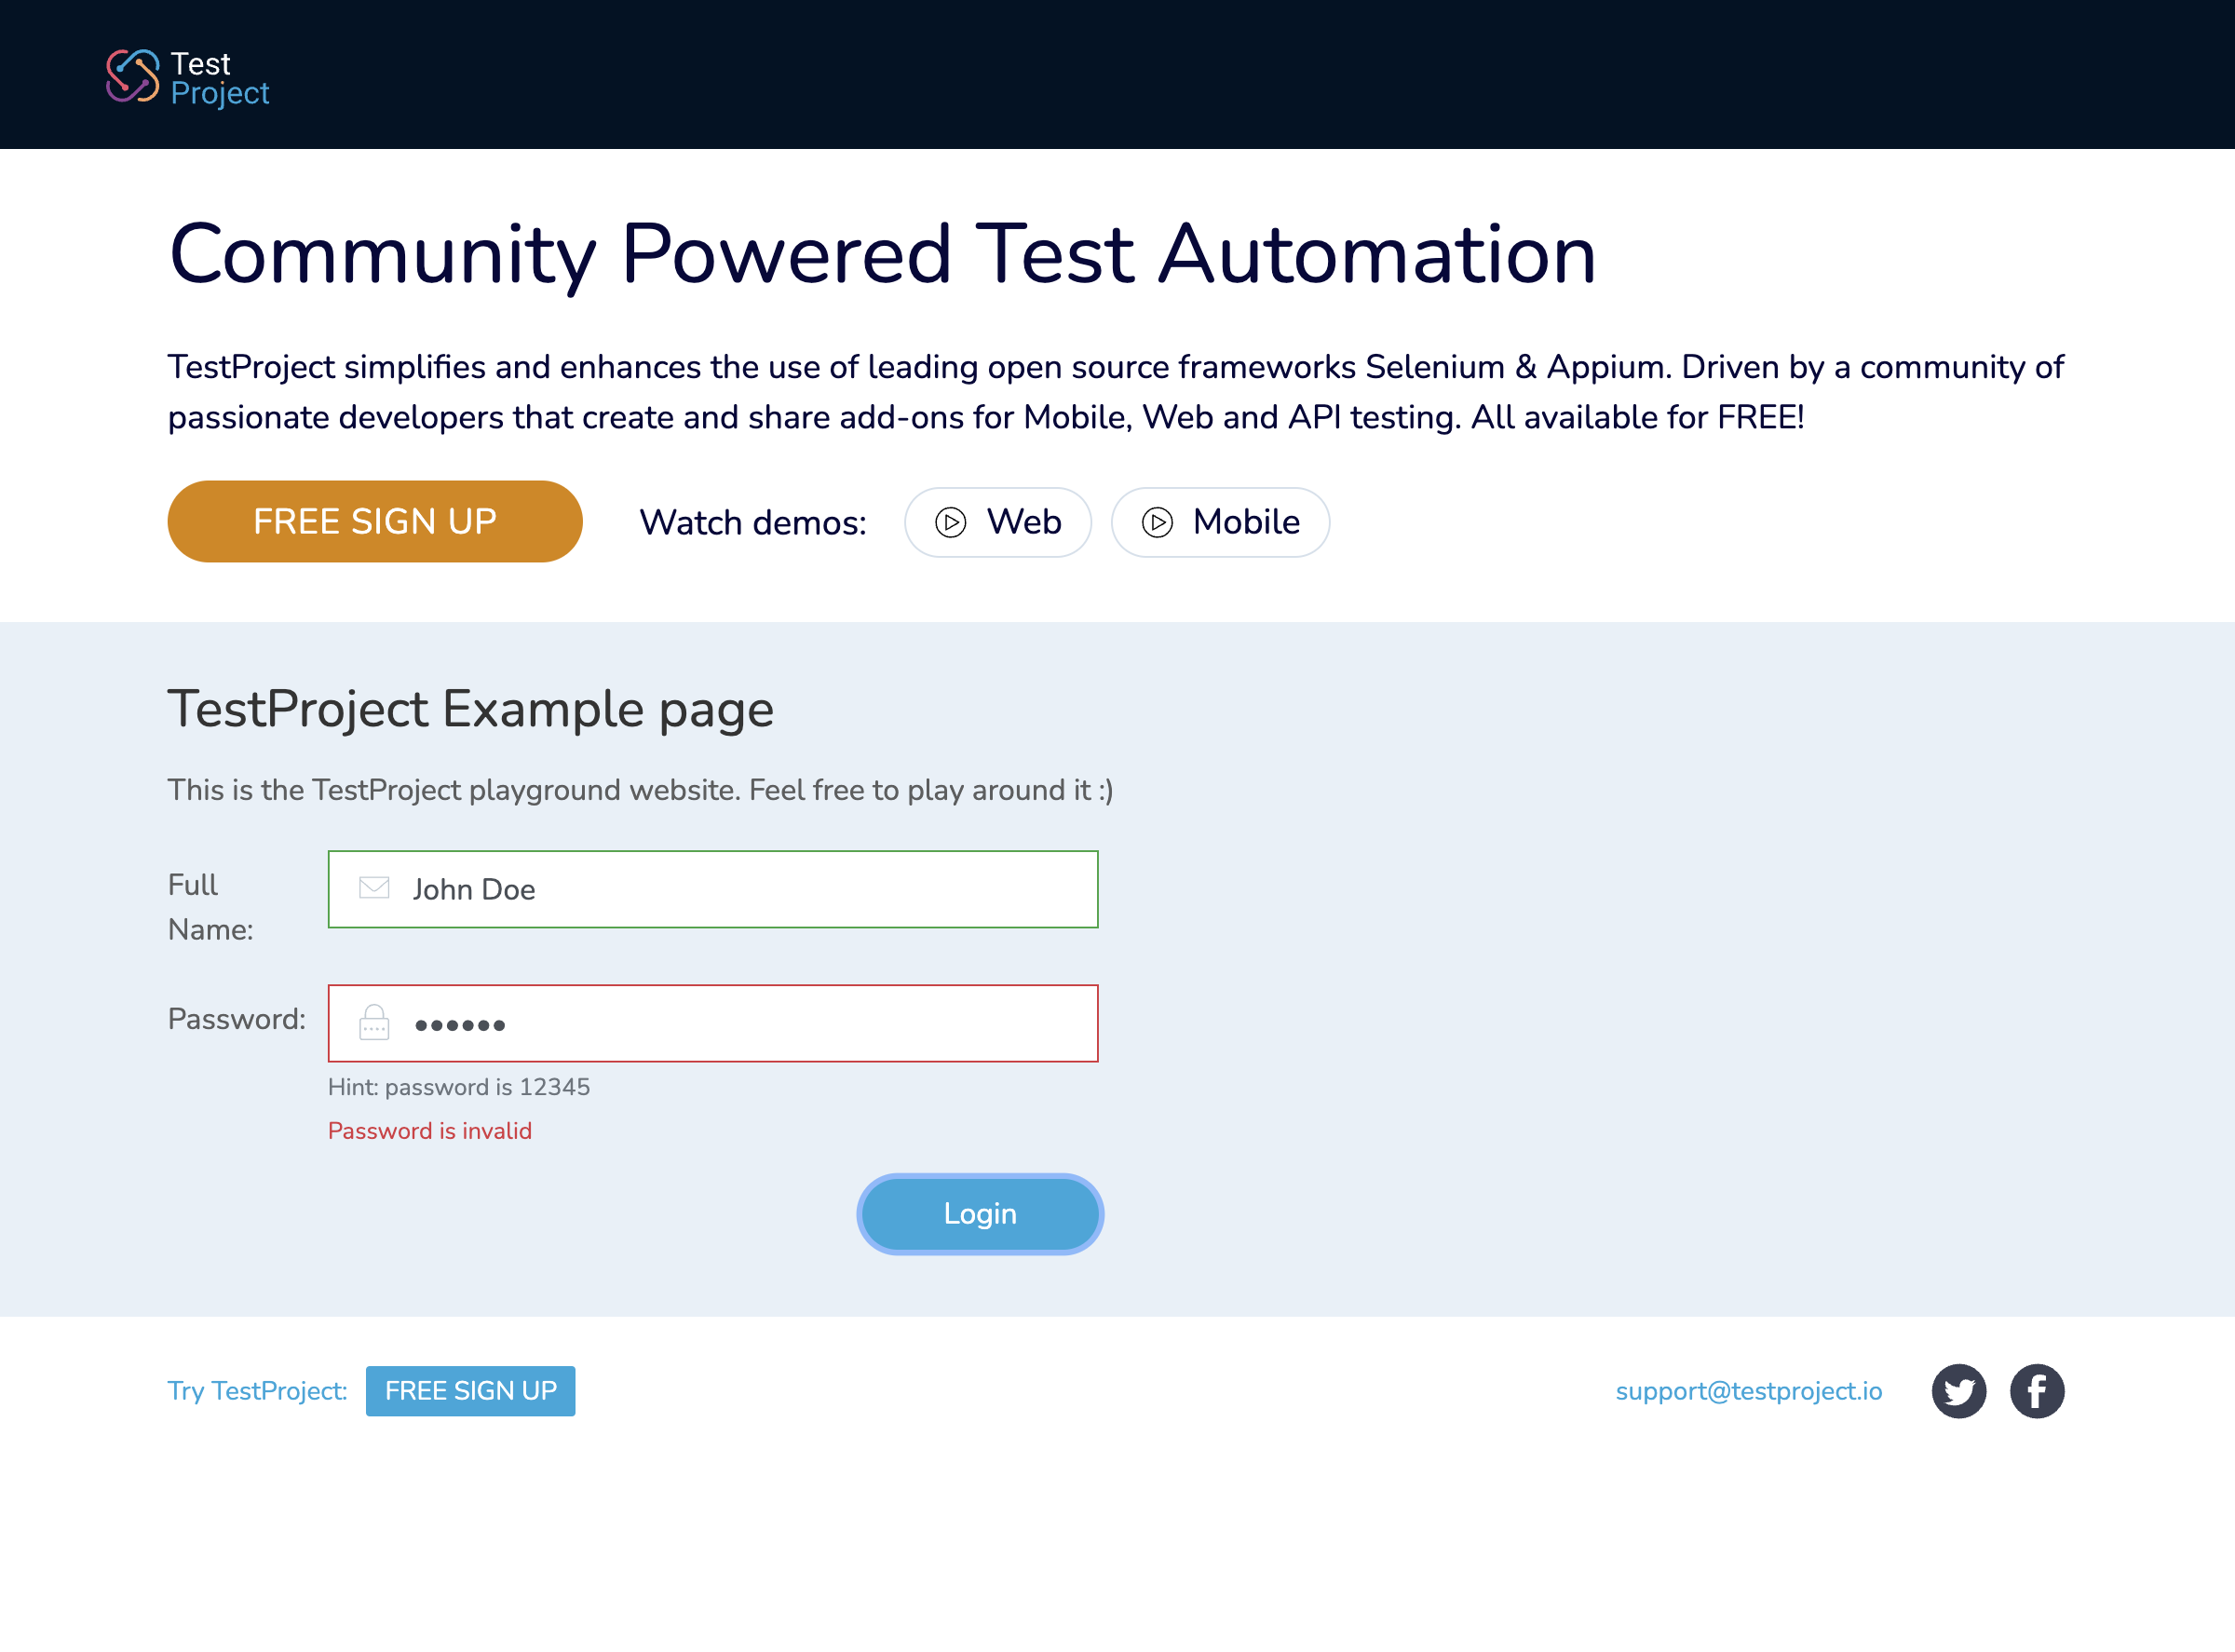 Test
Project
Community Powered Test Automation
TestProject simplifies and enhances the use of leading open source frameworks Selenium & Appium. Driven by a community of
passionate developers that create and share add-ons for Mobile, Web and API testing. All available for FREE!
FREE SIGN UP
Watch demos:
Web
Mobile
TestProject Example page
This is the TestProject playground website. Feel free to play around it :)
Full
Name:
John Doe
Password:
••••••
Hint: password is 12345
Password is invalid
Login
Try TestProject:
FREE SIGN UP
support@testproject.io